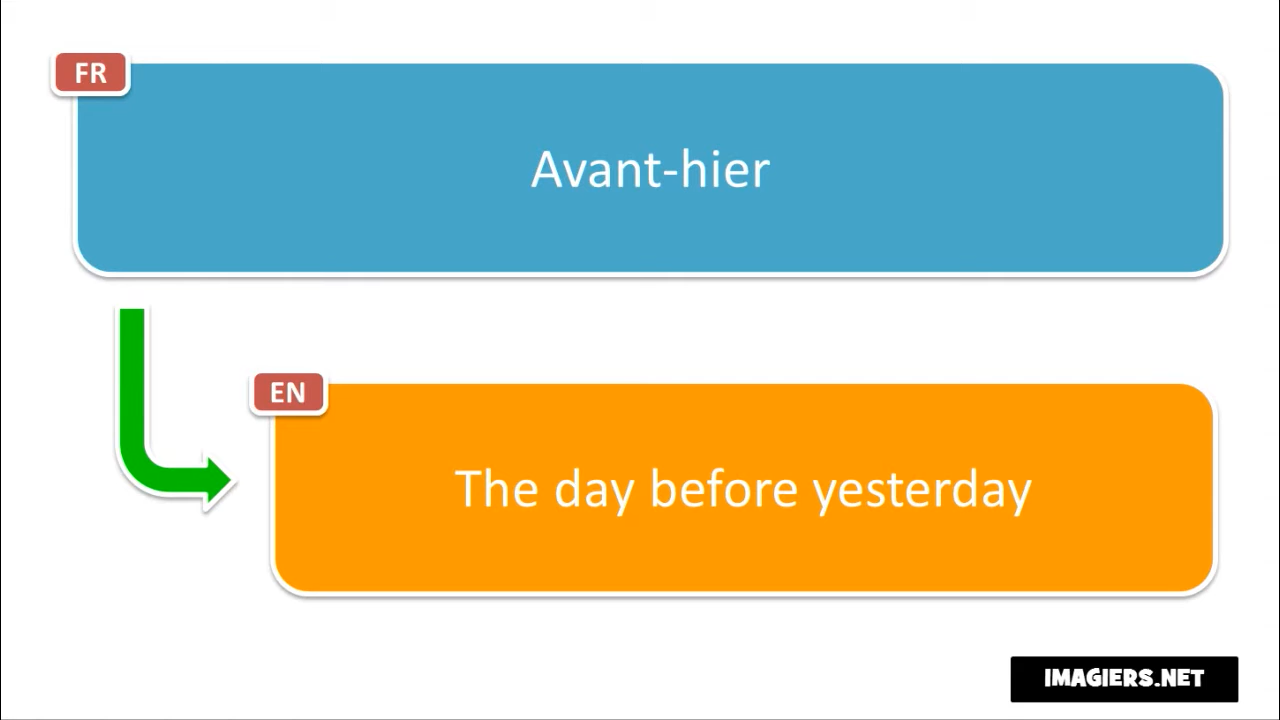 FR
Avant-hier
EN
The day before yesterday
IMAGIERS.NET